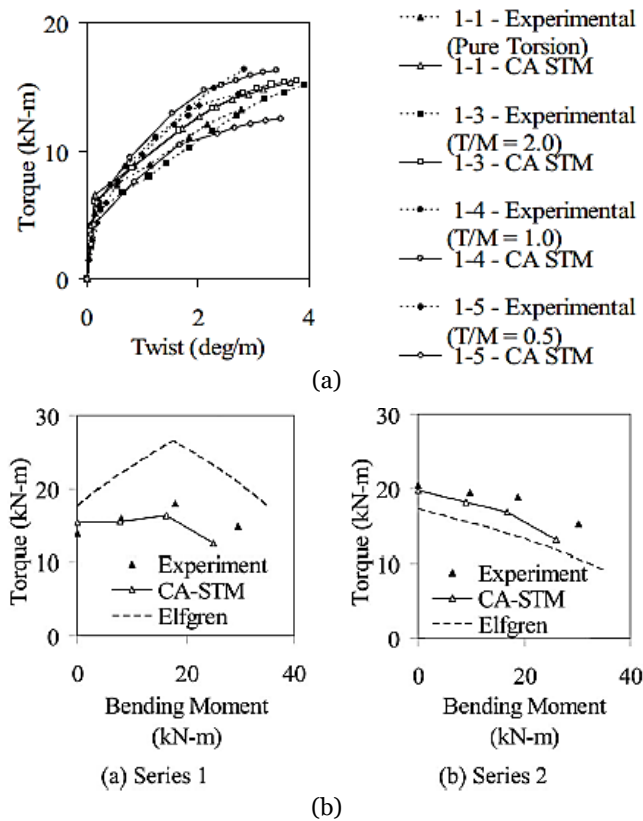 20
10
0
Torque (kN-m)
0
2
4
Twist (deg/m)
1-1 - Experimental
(Pure Torsion)
1-1 - CA STM
1-3 - Experimental
(T/M = 2.0)
1-3 - CA STM
1-4 - Experimental
(T/M = 1.0)
1-4 - CA STM
1-5 - Experimental
(T/M = 0.5)
1-5 - CA STM
(a)
30
20
10
0
Torque (kN-m)
Experiment
CA-STM
Elfgren
0
20
40
Bending Moment
(kN-m)
(a) Series 1
30
20
10
0
Torque (kN-m)
Experiment
CA-STM
Elfgren
0
20
40
Bending Moment
(kN-m)
(b) Series 2
(b)